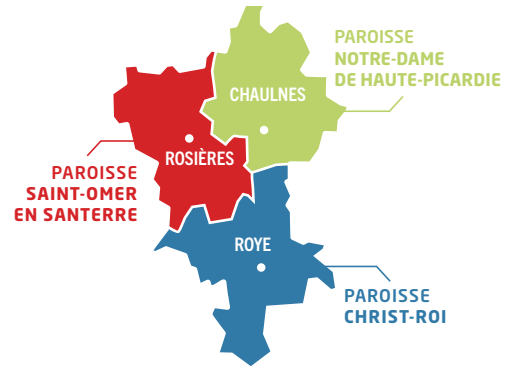 PAROISSE
NOTRE-DAME
DE HAUTE-PICARDIE
CHAULNES
ROSIÈRES
PAROISSE
SAINT-OMER
EN SANTERRE
ROYE
PAROISSE
CHRIST-ROI